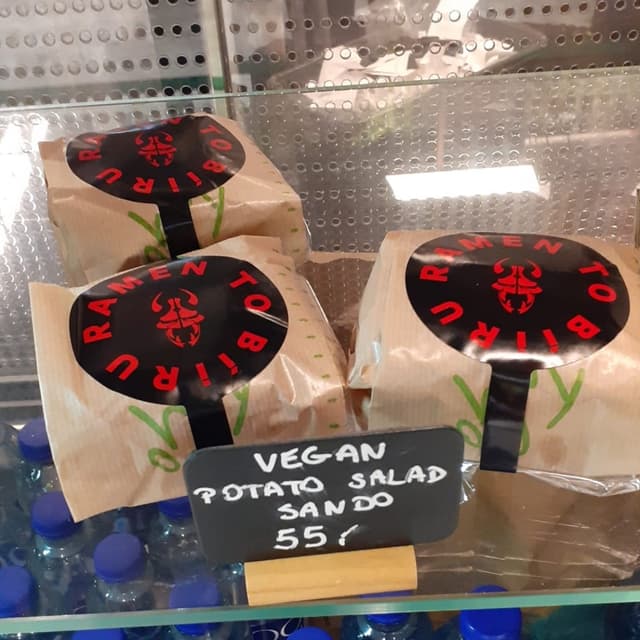 RAMEN TO BIIRU
RAMEN TO BIIRU
RAMEN TO BIIRU
VEGAN
POTATO SALAD
SANDO
55,-